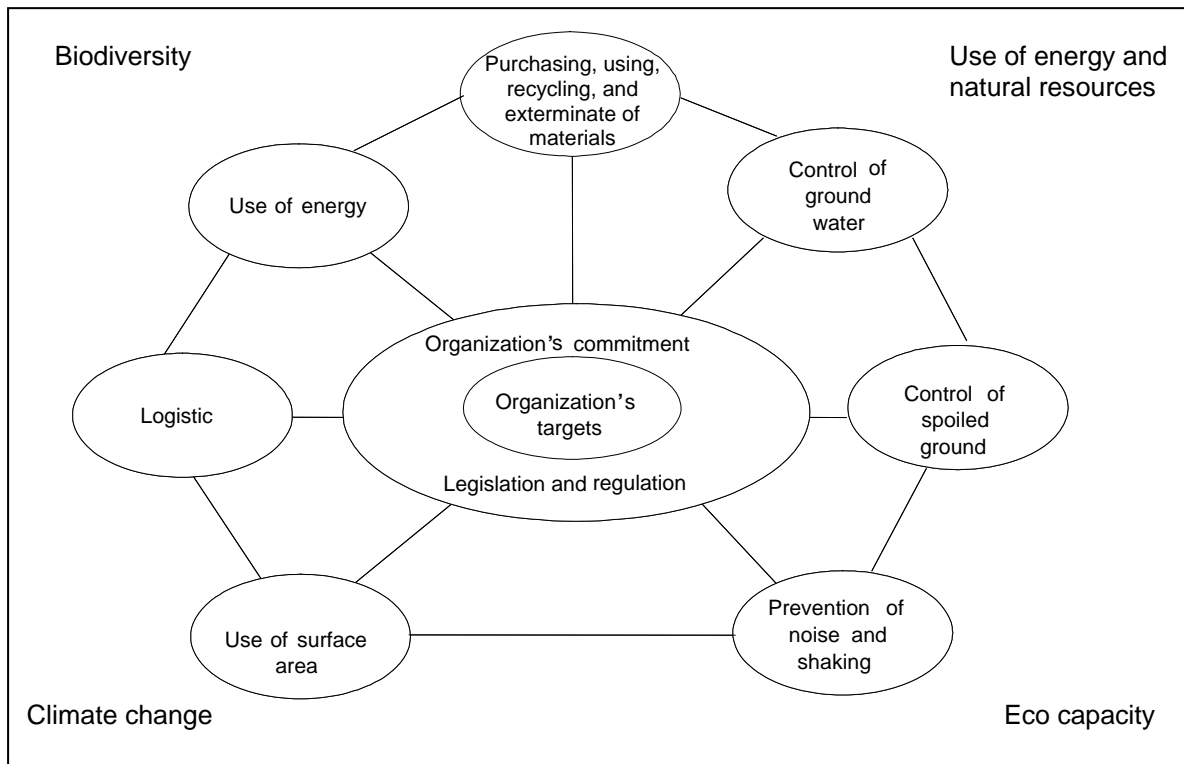 Biodiversity
Use of energy and
natural resources
Purchasing, using,
recycling, and
exterminate of
materials
Control of
ground
water
Use of energy
Organization's commitment
Organization's
targets
Legislation and regulation
Logistic
Control of
spoiled
ground
Use of surface
area
Prevention of
noise and
shaking
Climate change
Eco capacity